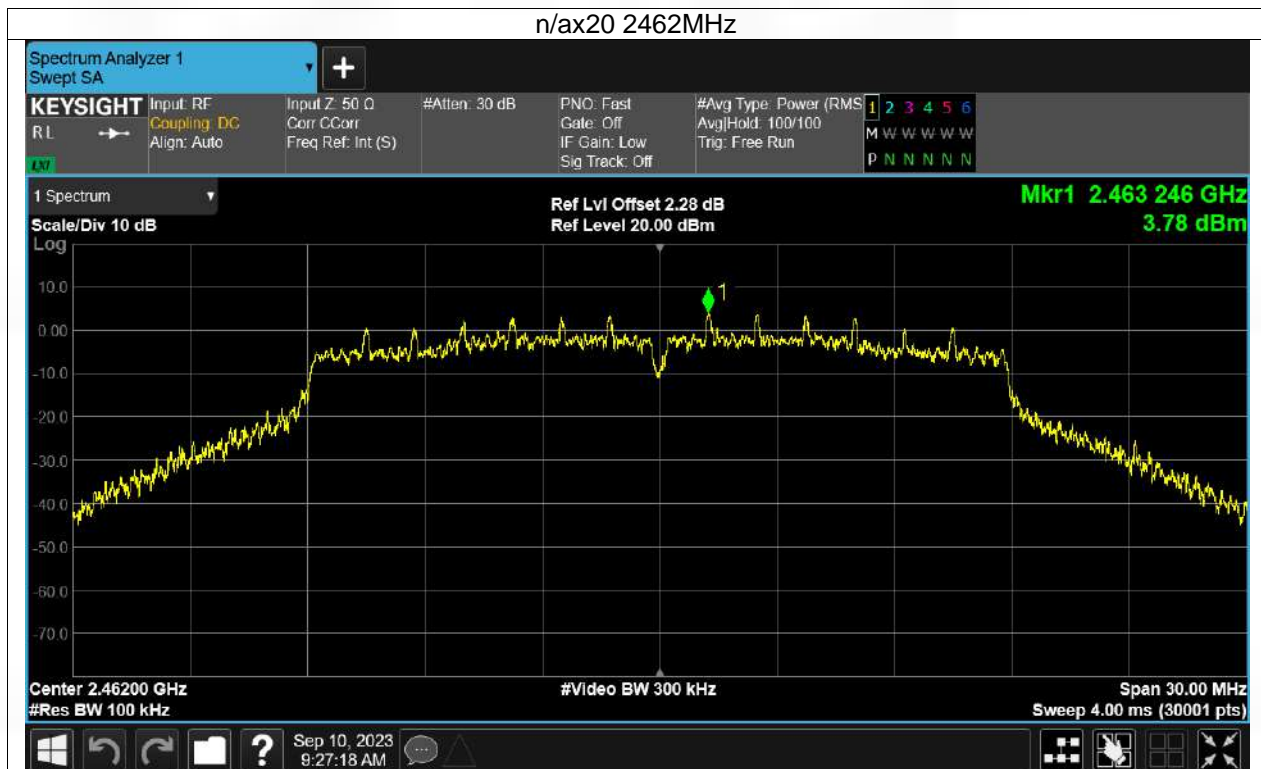 n/ax20 2462MHz
Spectrum Analyzer 1
Swept SA
KEYSIGHT
RL
LXI
Input: RF
Coupling: DC
Align: Auto
Input Z: 50 Ω
Corr CCorr
Freq Ref: Int (S)
#Atten: 30 dB
PNO: Fast
Gate: Off
IF Gain: Low
Sig Track: Off
#Avg Type: Power (RMS
Avg|Hold: 100/100
Trig: Free Run
1 2 3 4 5 6
M W W W W W
P N N N N N
1 Spectrum
Scale/Div 10 dB
Log
Ref Lvl Offset 2.28 dB
Ref Level 20.00 dBm
Mkr1 2.463 246 GHz
3.78 dBm
1
10.0
0.00
-10.0
-20.0
-30.0
-40.0
-50.0
-60.0
-70.0
Center 2.46200 GHz
#Res BW 100 kHz
#Video BW 300 kHz
Span 30.00 MHz
Sweep 4.00 ms (30001 pts)
?
Sep 10, 2023
9:27:18 AM